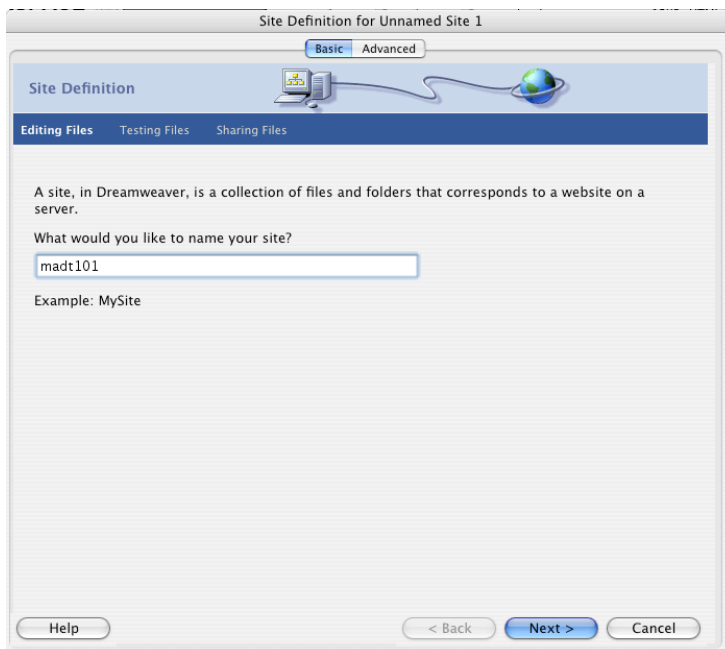 Site Definition for Unnamed Site 1
Basic Advanced
Site Definition
Editing Files Testing Files Sharing Files
A site, in Dreamweaver, is a collection of files and folders that corresponds to a website on a
server.
What would you like to name your site?
madt101
Example: MySite
Help < Back Next > Cancel